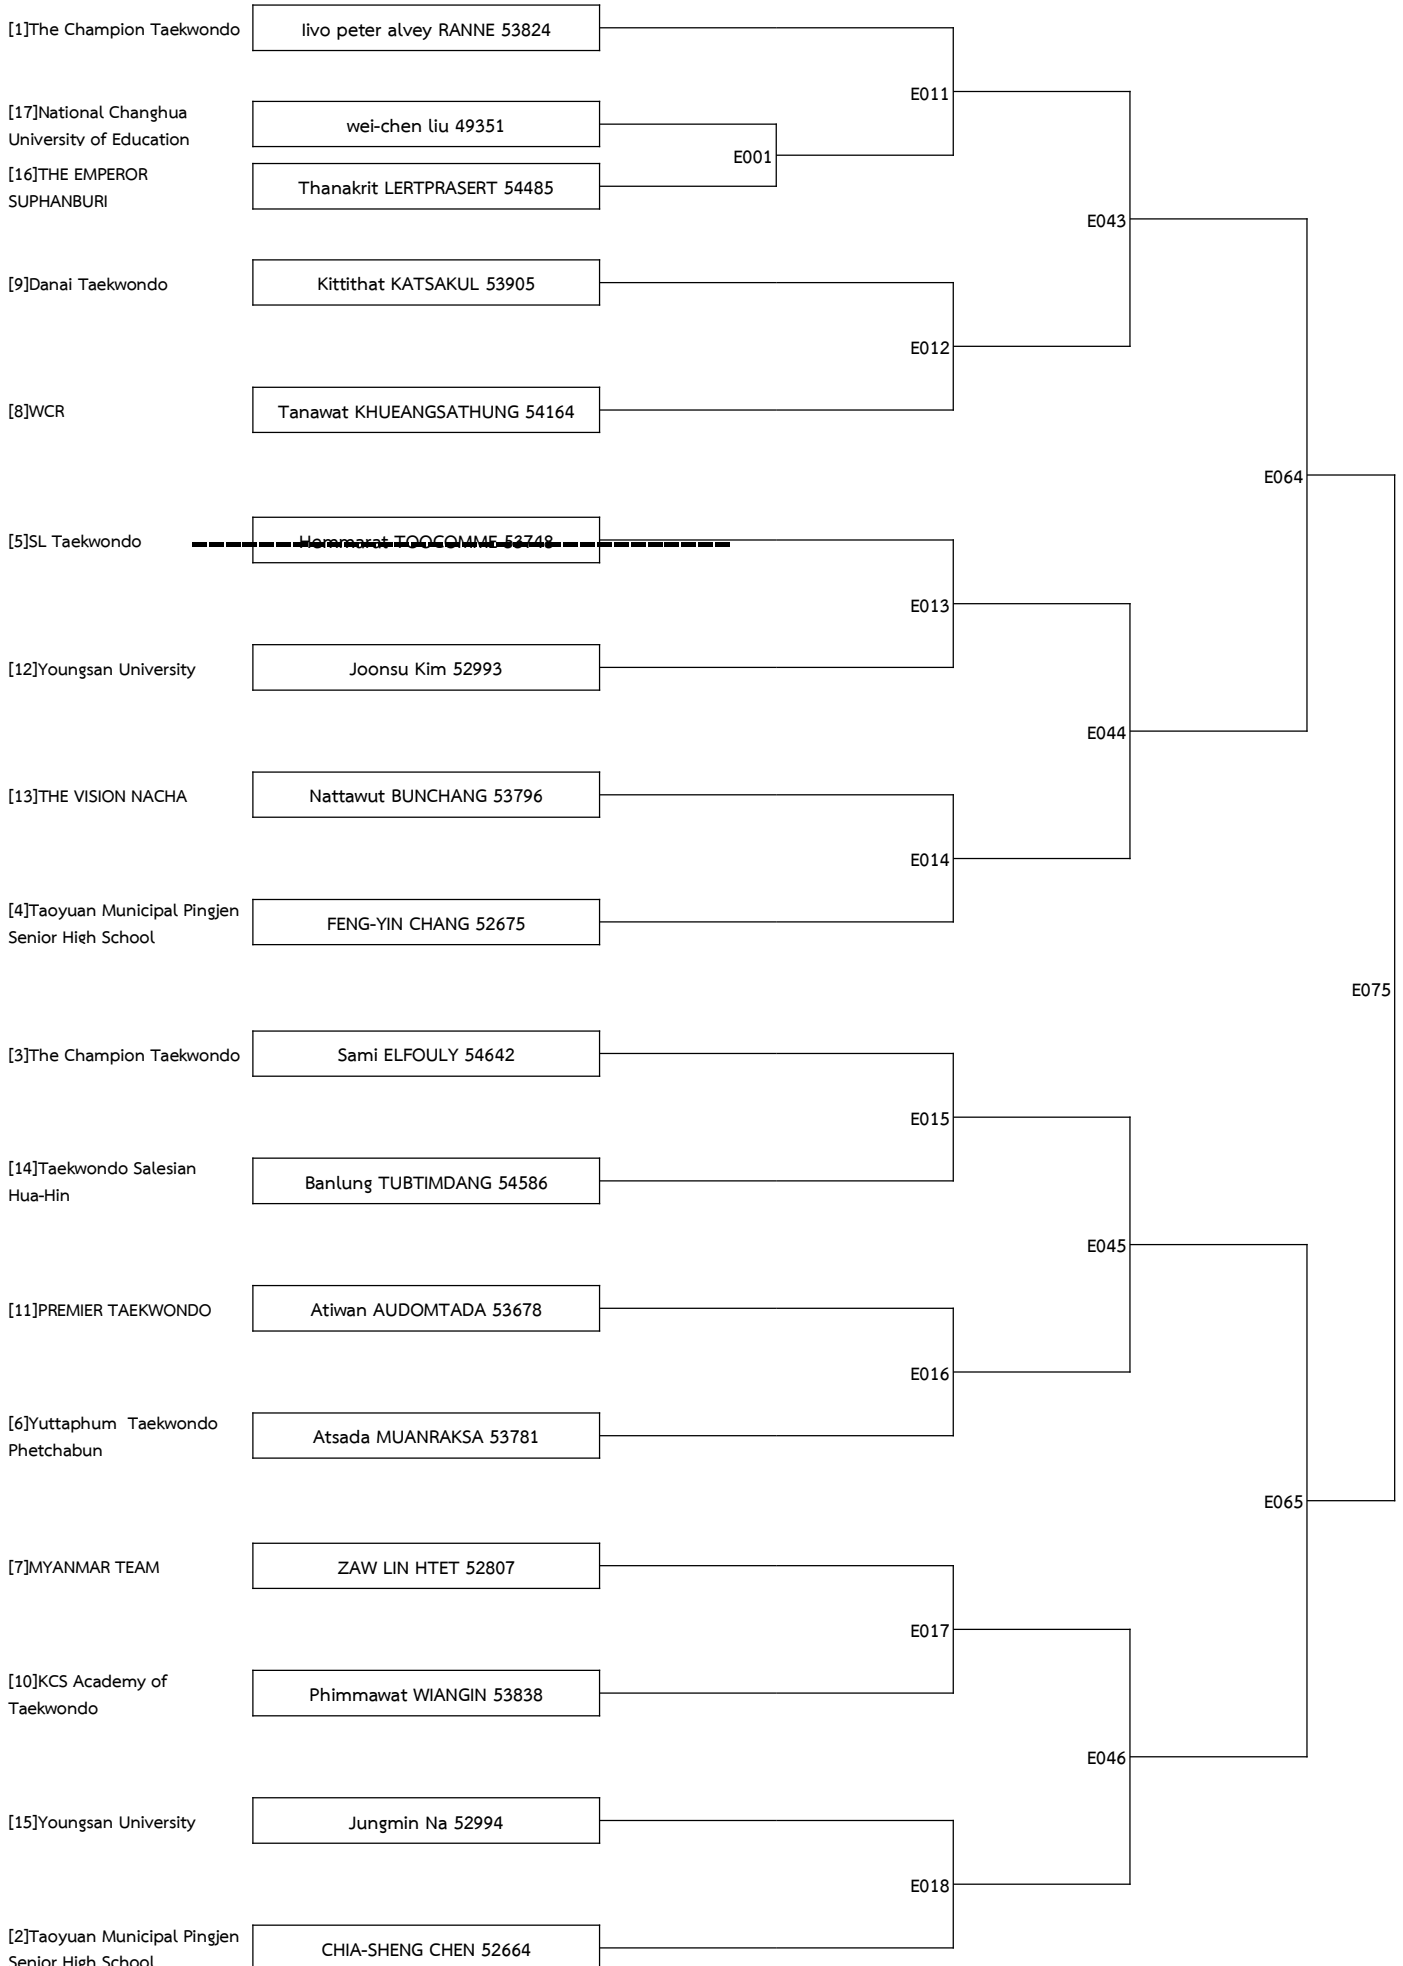 [1]The Champion Taekwondo
Iivo peter alvey RANNE 53824
E011
[17]National Changhua
University of Education
wei-chen liu 49351
E001
[16]THE EMPEROR
SUPHANBURI
Thanakrit LERTPRASERT 54485
E043
[9]Danai Taekwondo
Kittithat KATSAKUL 53905
E012
[8]WCR
Tanawat KHUEANGSATHUNG 54164
E064
[5]SL Taekwondo
Hommarat TOOCOMME 53748
E013
[12]Youngsan University
Joonsu Kim 52993
E044
[13]THE VISION NACHA
Nattawut BUNCHANG 53796
E014
[4]Taoyuan Municipal Pingjen
Senior High School
FENG-YIN CHANG 52675
E075
[3]The Champion Taekwondo
Sami ELFOULY 54642
E015
[14]Taekwondo Salesian
Hua-Hin
Banlung TUBTIMDANG 54586
E045
[11]PREMIER TAEKWONDO
Atiwan AUDOMTADA 53678
E016
[6]Yuttaphum  Taekwondo
Phetchabun
Atsada MUANRAKSA 53781
E065
[7]MYANMAR TEAM
ZAW LIN HTET 52807
E017
[10]KCS Academy of
Taekwondo
Phimmawat WIANGIN 53838
E046
[15]Youngsan University
Jungmin Na 52994
E018
[2]Taoyuan Municipal Pingjen
Senior High School
CHIA-SHENG CHEN 52664